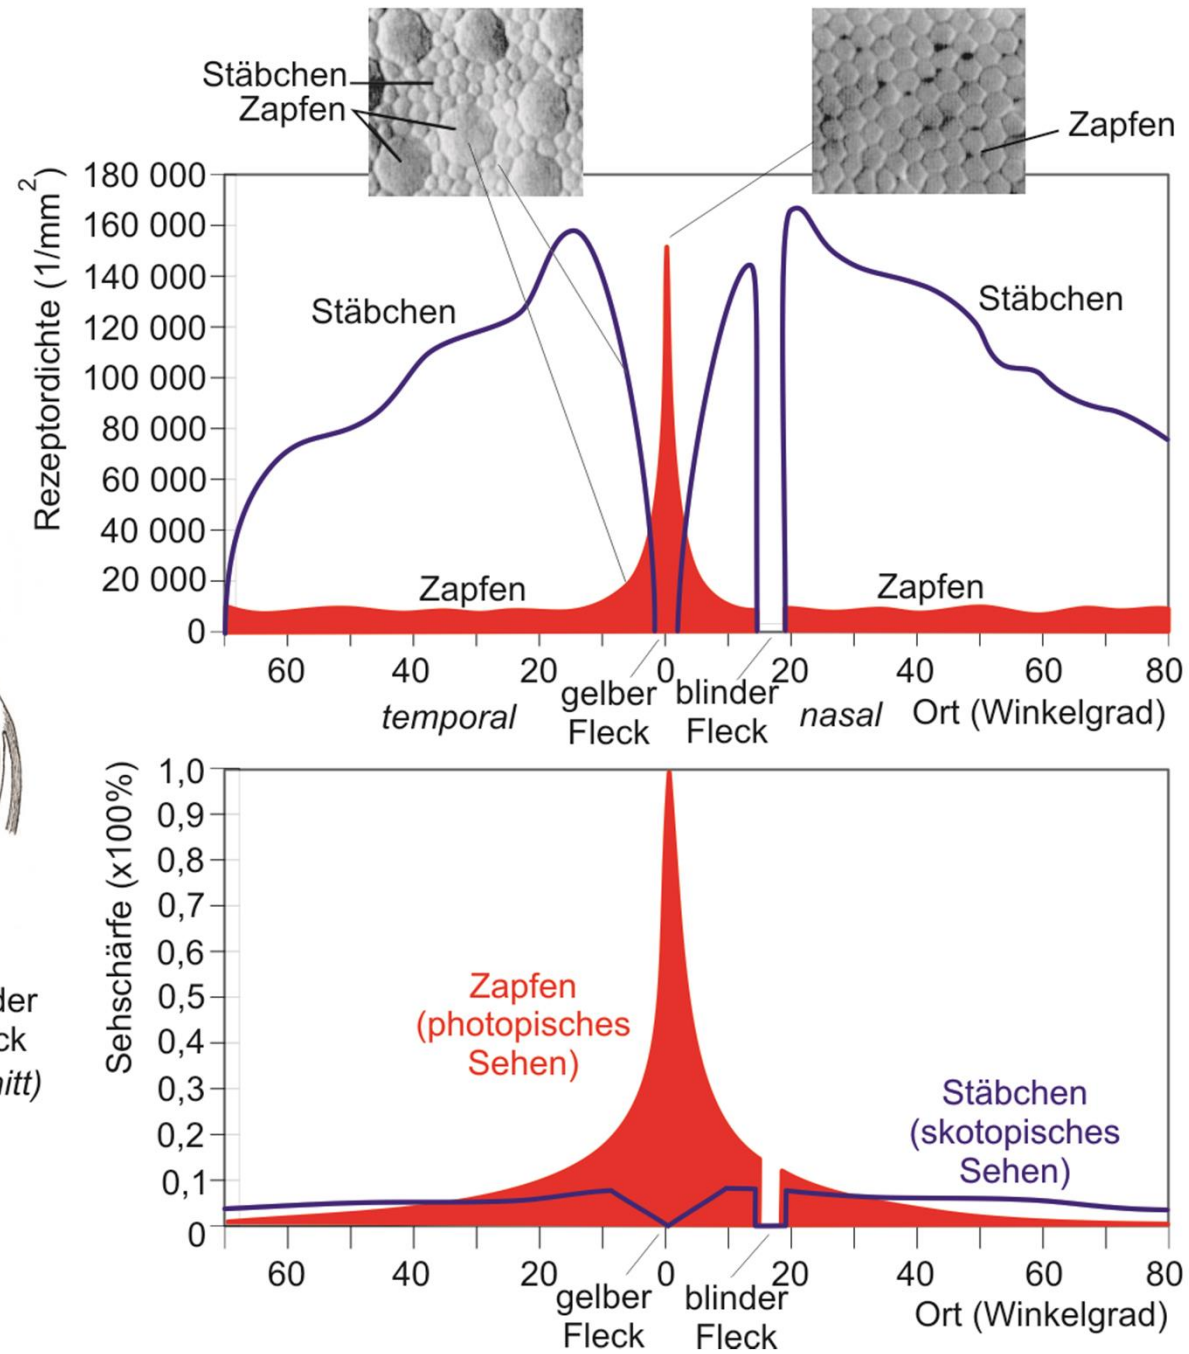 Stäbchen
Zapfen
Zapfen
Rezeptordichte (1/mm²)
180 000
160 000
140 000
120 000
100 000
80 000
60 000
40 000
20 000
0
Stäbchen
Stäbchen
Zapfen
Zapfen
60 40 20 0 20 40 60 80
temporal
gelber
Fleck
blinder
Fleck
nasal
Ort (Winkelgrad)
Sehschärfe (x100%)
1,0
0,9
0,8
0,7
0,6
0,5
0,4
0,3
0,2
0,1
0
Zapfen
(photopisches
Sehen)
Stäbchen
(skotopisches
Sehen)
60 40 20 0 20 40 60 80
gelber
Fleck
blinder
Fleck
Ort (Winkelgrad)
der
ck
nitt)